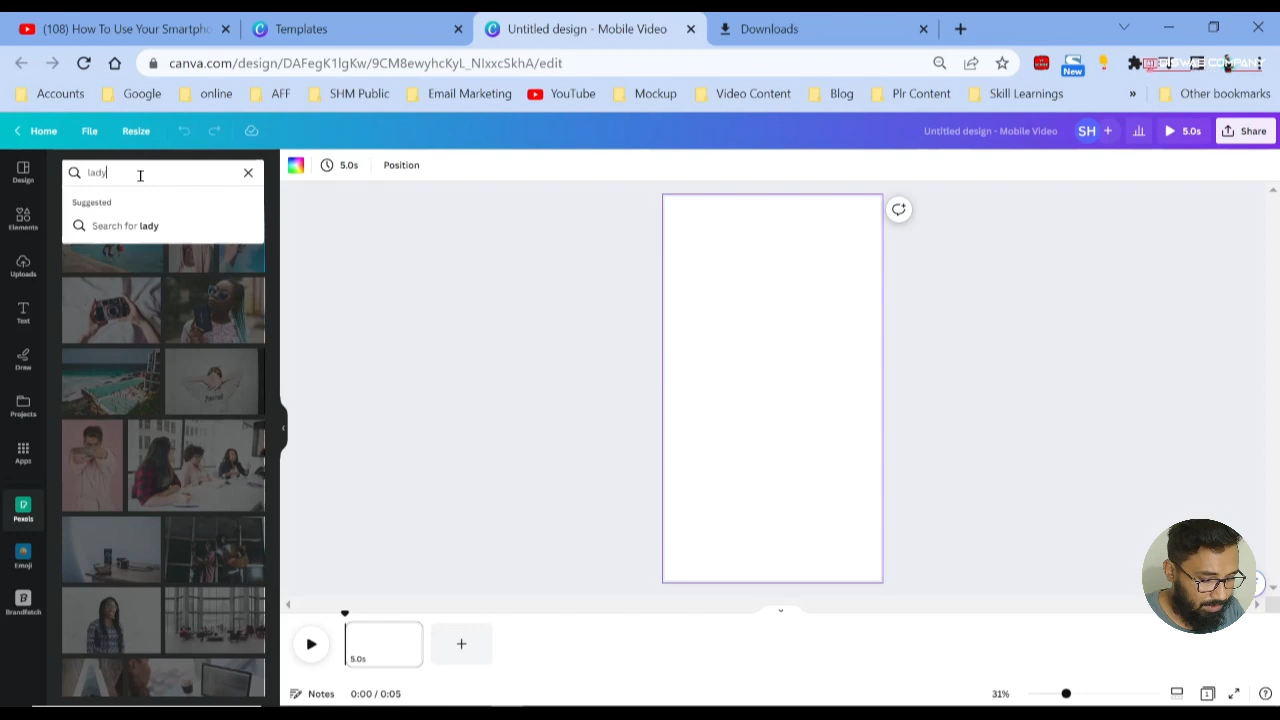 (108) How To Use Your Smartpho
Templates
Untitled design - Mobile Video
Downloads
canva.com/design/DAFegK1lgKw/9CM8ewyhcKyL_NIxxcSkhA/edit
New
Accounts
Google
online
AFF
SHM Public
Email Marketing
YouTube
Mockup
Video Content
Blog
Plr Content
Skill Learnings
»
Other bookmarks
Home
File
Resize
Untitled design - Mobile Video
SH
5.0s
Share
Design
Elements
Uploads
Text
Draw
Projects
Apps
Pexels
Emoji
Brandfetch
lady
Suggested
Search for lady
5.0s
Position
5.0s
Notes
0:00 / 0:05
31%
1